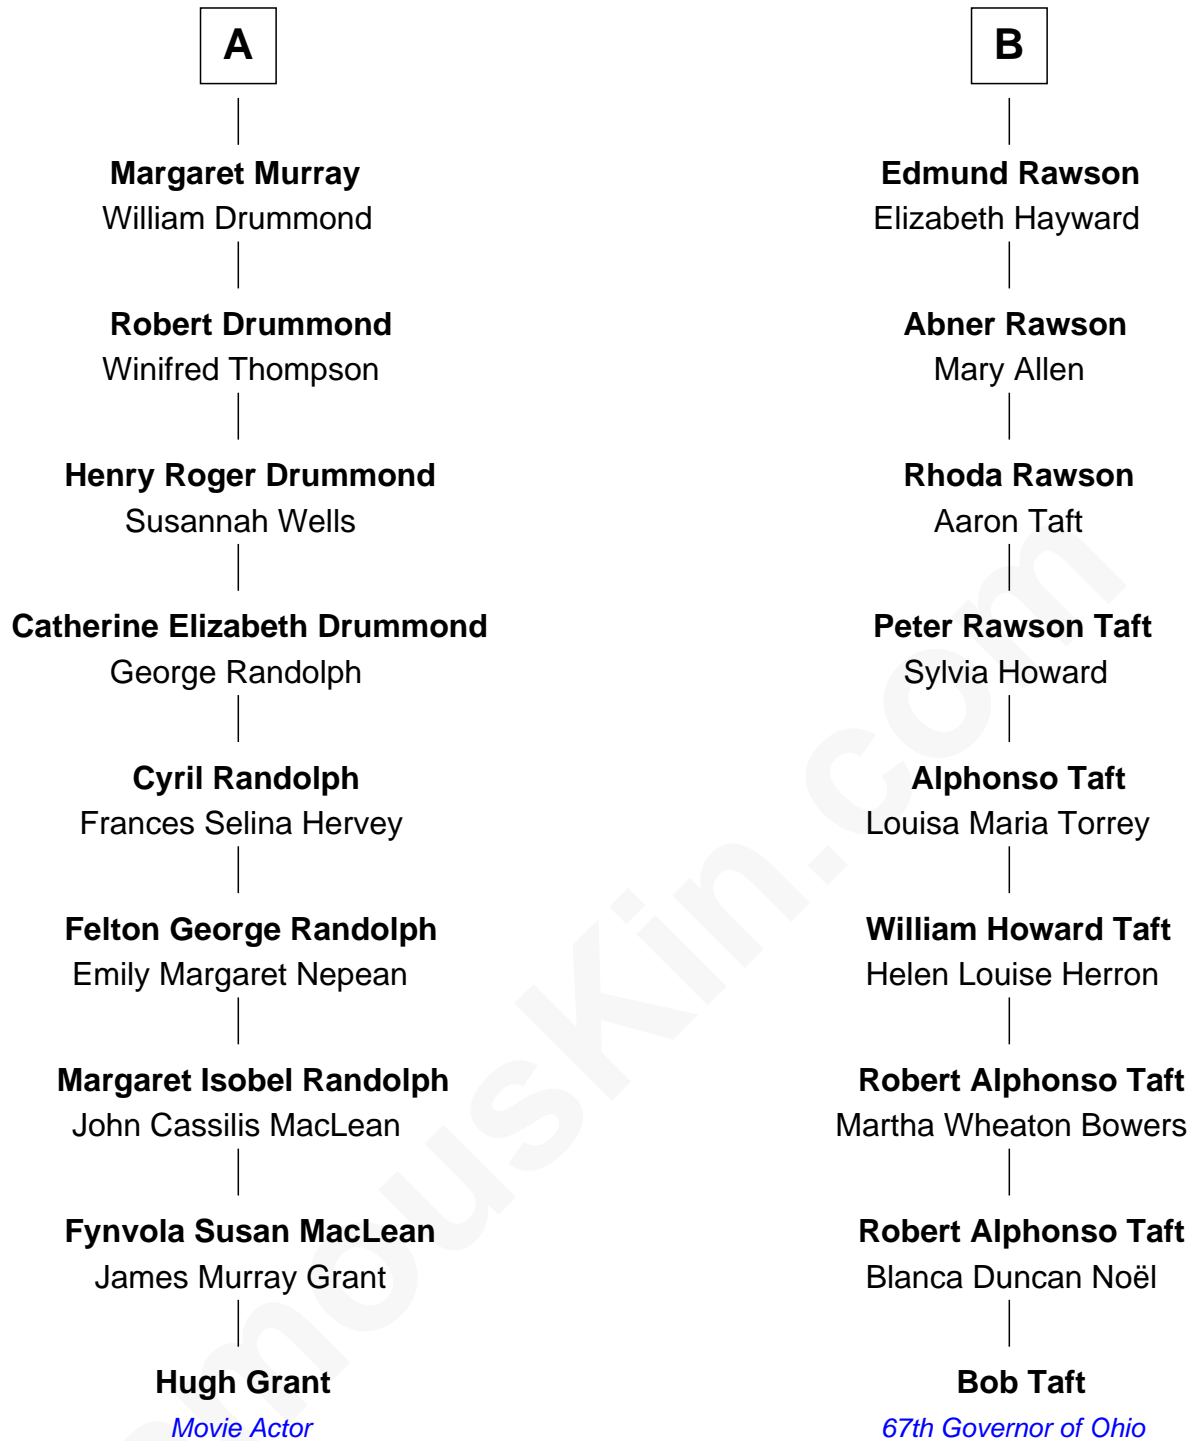 A
Margaret Murray
William Drummond
Robert Drummond
Winifred Thompson
Henry Roger Drummond
Susannah Wells
Catherine Elizabeth Drummond
George Randolph
Cyril Randolph
Frances Selina Hervey
Felton George Randolph
Emily Margaret Nepean
Margaret Isobel Randolph
John Cassilis MacLean
Fynvola Susan MacLean
James Murray Grant
Hugh Grant
Movie Actor
B
Edmund Rawson
Elizabeth Hayward
Abner Rawson
Mary Allen
Rhoda Rawson
Aaron Taft
Peter Rawson Taft
Sylvia Howard
Alphonso Taft
Louisa Maria Torrey
William Howard Taft
Helen Louise Herron
Robert Alphonso Taft
Martha Wheaton Bowers
Robert Alphonso Taft
Blanca Duncan Noël
Bob Taft
67th Governor of Ohio
mousKin.com